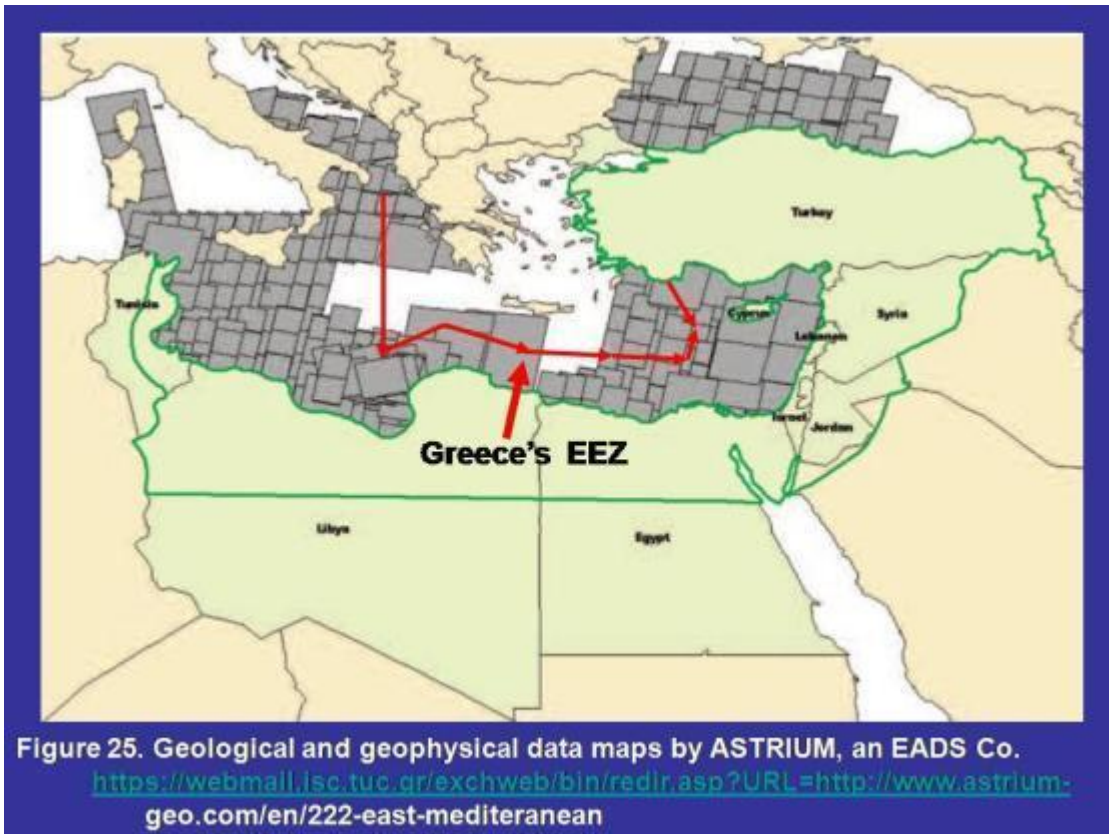 Turkey
Tunisia
Cyprus
Syria
Lebanon
Israel
Jordan
Greece's EEZ
Libya
Egypt
Figure 25. Geological and geophysical data maps by ASTRIUM, an EADS Co.
https://webmail.isc.tuc.gr/exchweb/bin/redir.asp?URL=http://www.astrium-
geo.com/en/222-east-mediteranean